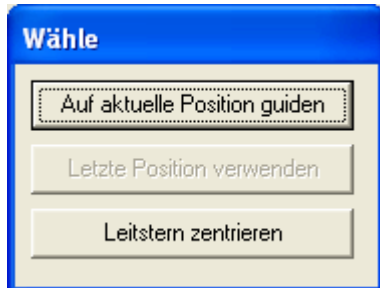 Wähle
Auf aktuelle Position guiden
Letzte Position verwenden
Leitstern zentrieren